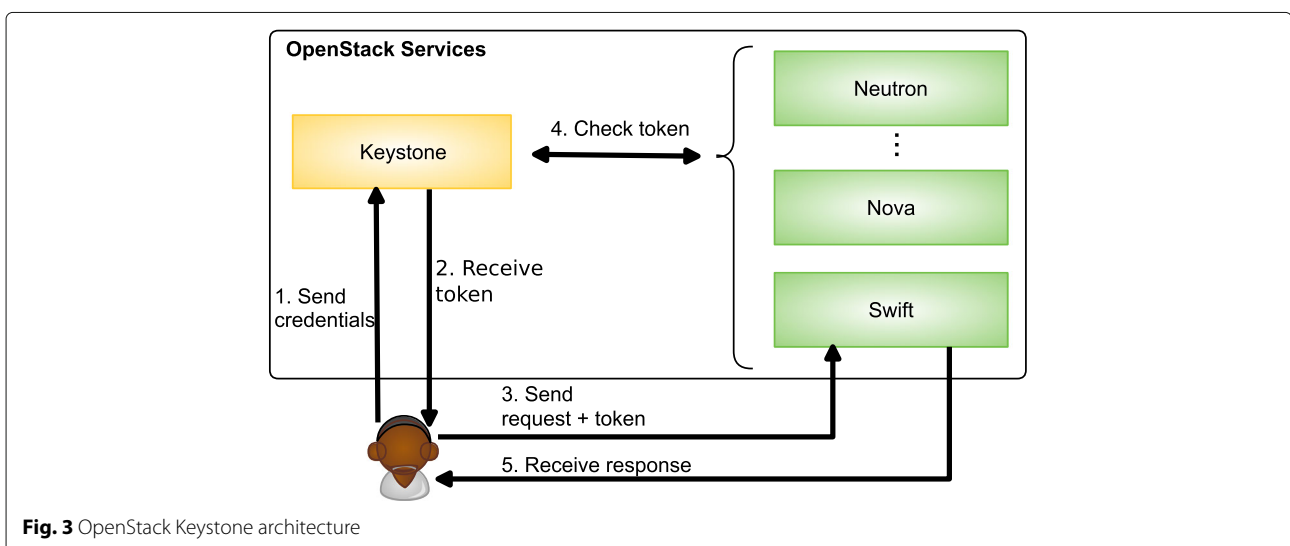 OpenStack Services
Neutron
4. Check token
Keystone
Nova
2. Receive
token
1. Send
credentials
Swift
3. Send
request + token
5. Receive response
Fig. 3 OpenStack Keystone architecture